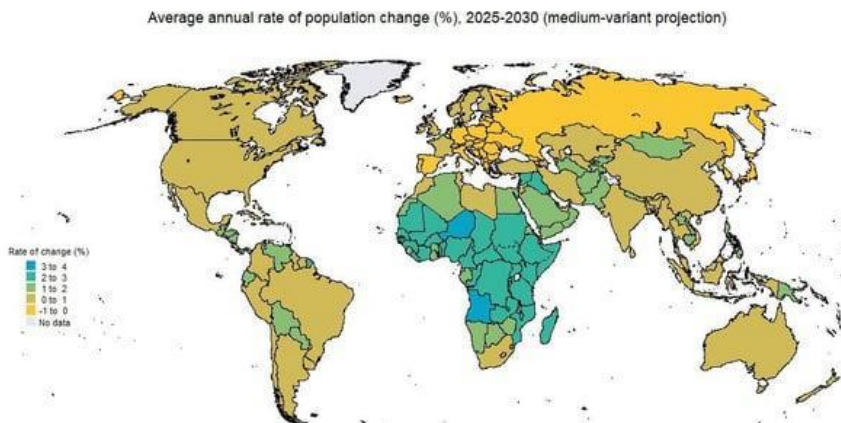 Average annual rate of population change (%), 2025-2030 (medium-variant projection)
Rate of change (%)
3 to 4
2 to 3
1 to 2
0 to 1
-1 to 0
No data